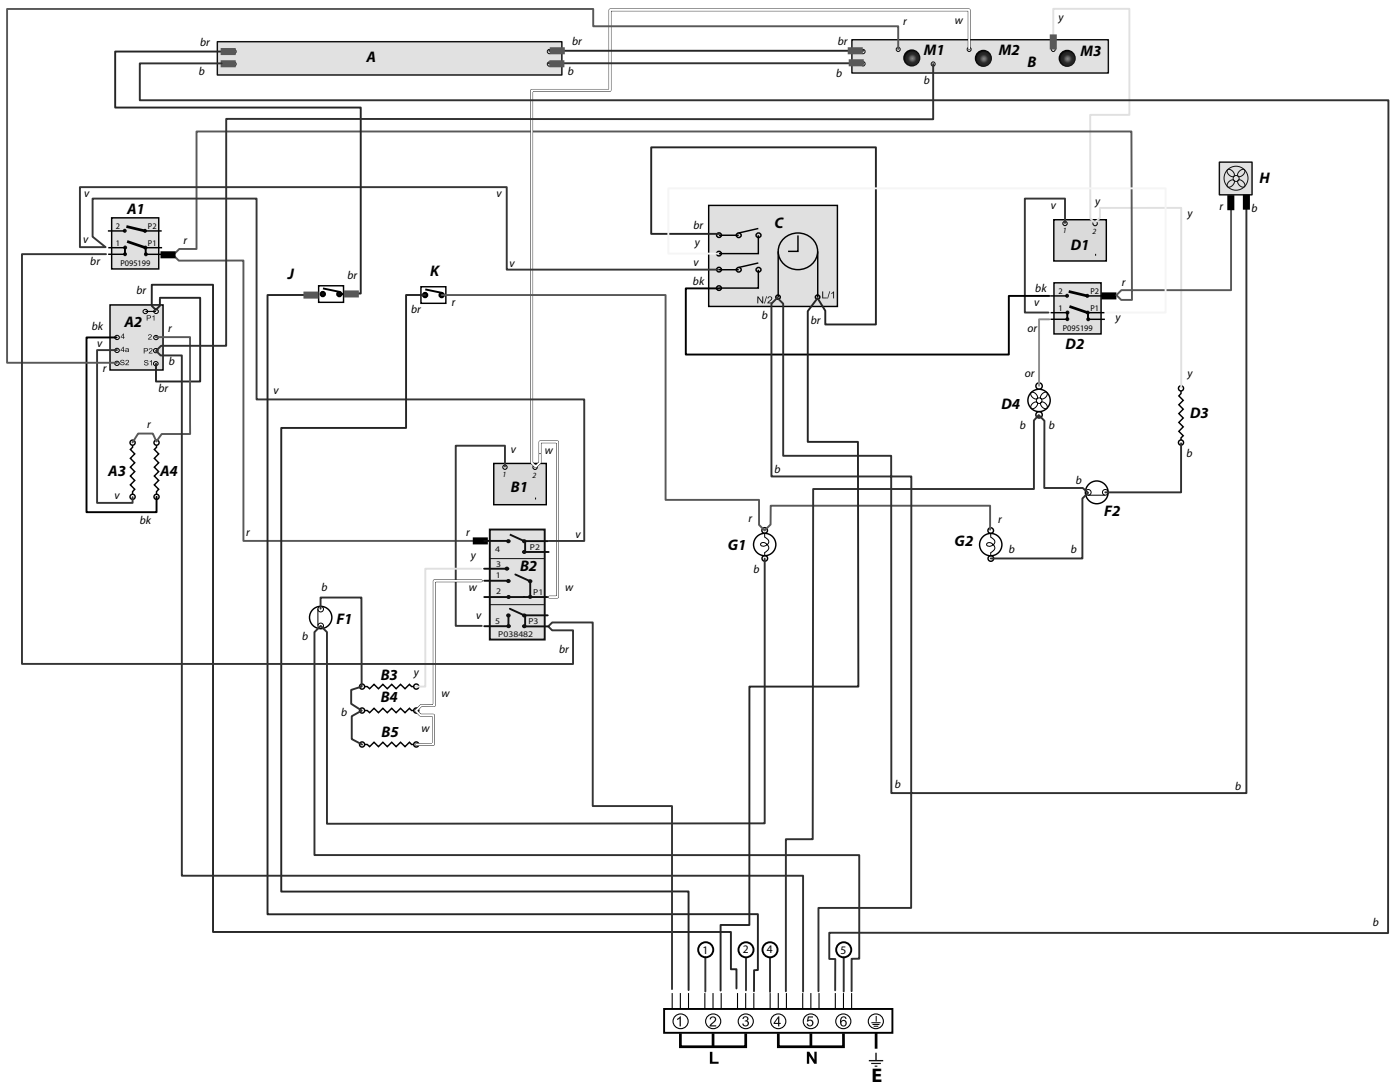 r
w
y
br
A
br
br
M1
M2
M3
b
b
b
B
b
H
v
v
r
b
A1
2
P2
1
P1
v
br
P095199
r
br
y
v
bk
C
N/2
L/1
b
br
v
y
y
1
2
D1
J
br
K
br
r
v
bk
v
or
2
P2
1
P1
P095199
D2
r
y
br
P1
A2
bk
v
r
4
4a
S2
2
P2
S1
r
b
br
v
or
D4
b
b
y
D3
b
r
A3
A4
v
bk
v
w
1
2
B1
b
b
F2
r
r
y
w
v
4
P2
B2
3
1
2
P1
5
P3
P038482
v
w
br
r
G1
b
r
G2
b
b
b
F1
b
B3
y
B4
w
b
B5
w
b
b
b
1
2
4
5
1
2
3
4
5
6
L
N
E